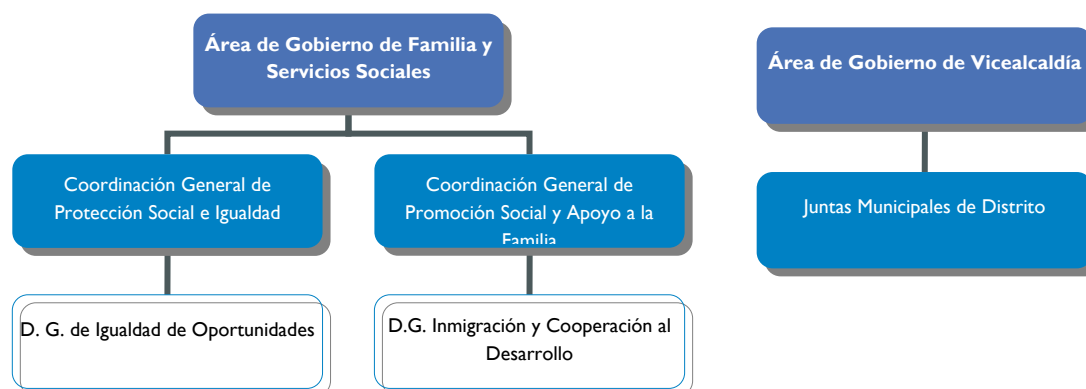 Área de Gobierno de Familia y
Servicios Sociales
Área de Gobierno de Vicealcaldía
Coordinación General de
Protección Social e Igualdad
Coordinación General de
Promoción Social y Apoyo a la
Familia
Juntas Municipales de Distrito
D. G. de Igualdad de Oportunidades
D.G. Inmigración y Cooperación al
Desarrollo